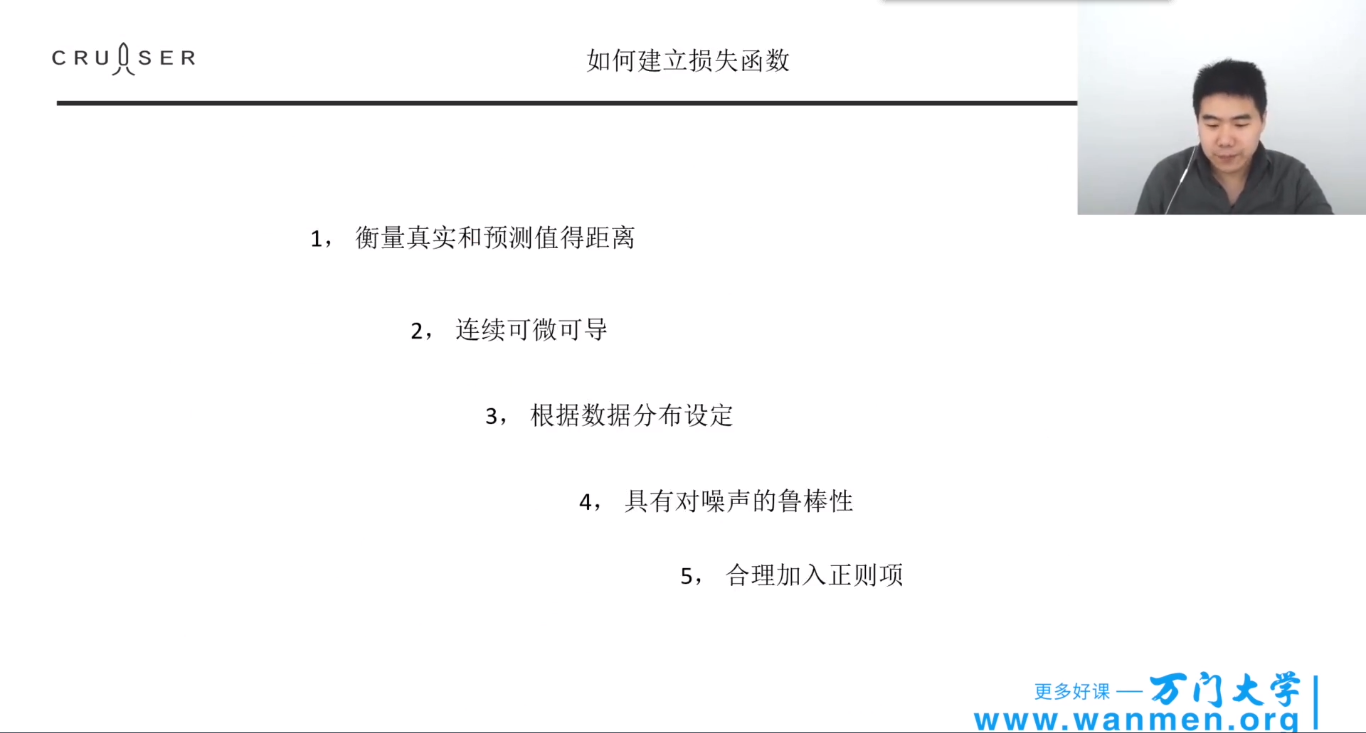 CRUISER
如何建立损失函数
1， 衡量真实和预测值得距离
2， 连续可微可导
3， 根据数据分布设定
4， 具有对噪声的鲁棒性
5， 合理加入正则项
更多好课 — 万门大学
www.wanmen.org